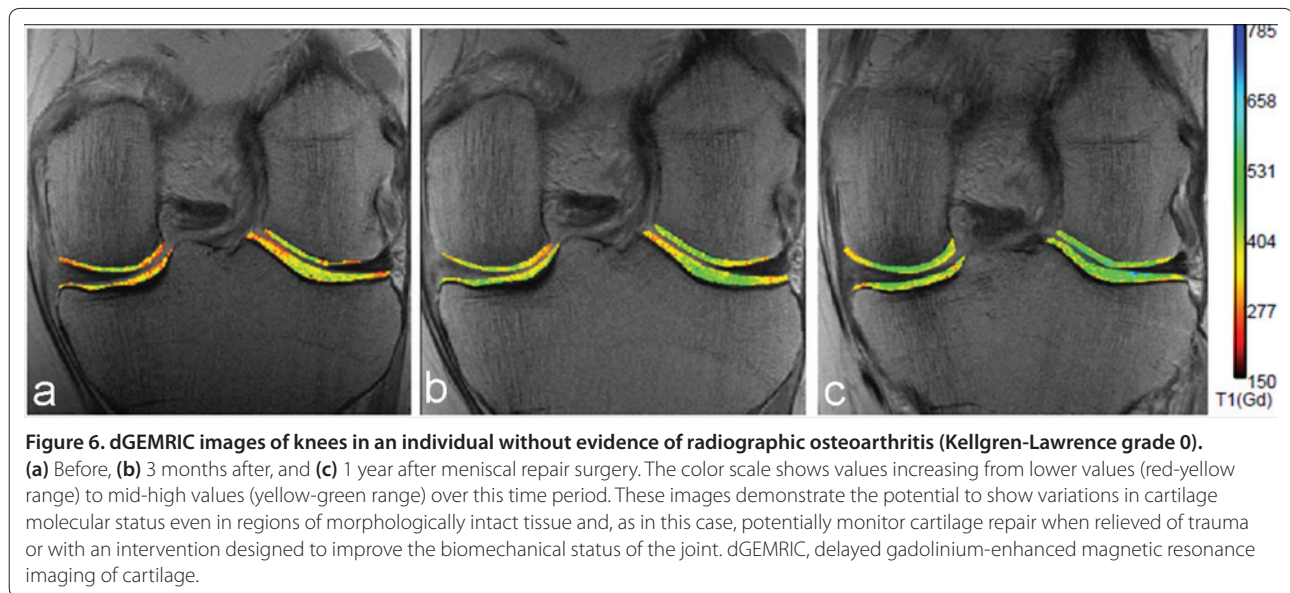 785
658
531
404
277
150
T1(Gd)
a
b
c
Figure 6. dGEMRIC images of knees in an individual without evidence of radiographic osteoarthritis (Kellgren-Lawrence grade 0).
(a) Before, (b) 3 months after, and (c) 1 year after meniscal repair surgery. The color scale shows values increasing from lower values (red-yellow
range) to mid-high values (yellow-green range) over this time period. These images demonstrate the potential to show variations in cartilage
molecular status even in regions of morphologically intact tissue and, as in this case, potentially monitor cartilage repair when relieved of trauma
or with an intervention designed to improve the biomechanical status of the joint. dGEMRIC, delayed gadolinium-enhanced magnetic resonance
imaging of cartilage.